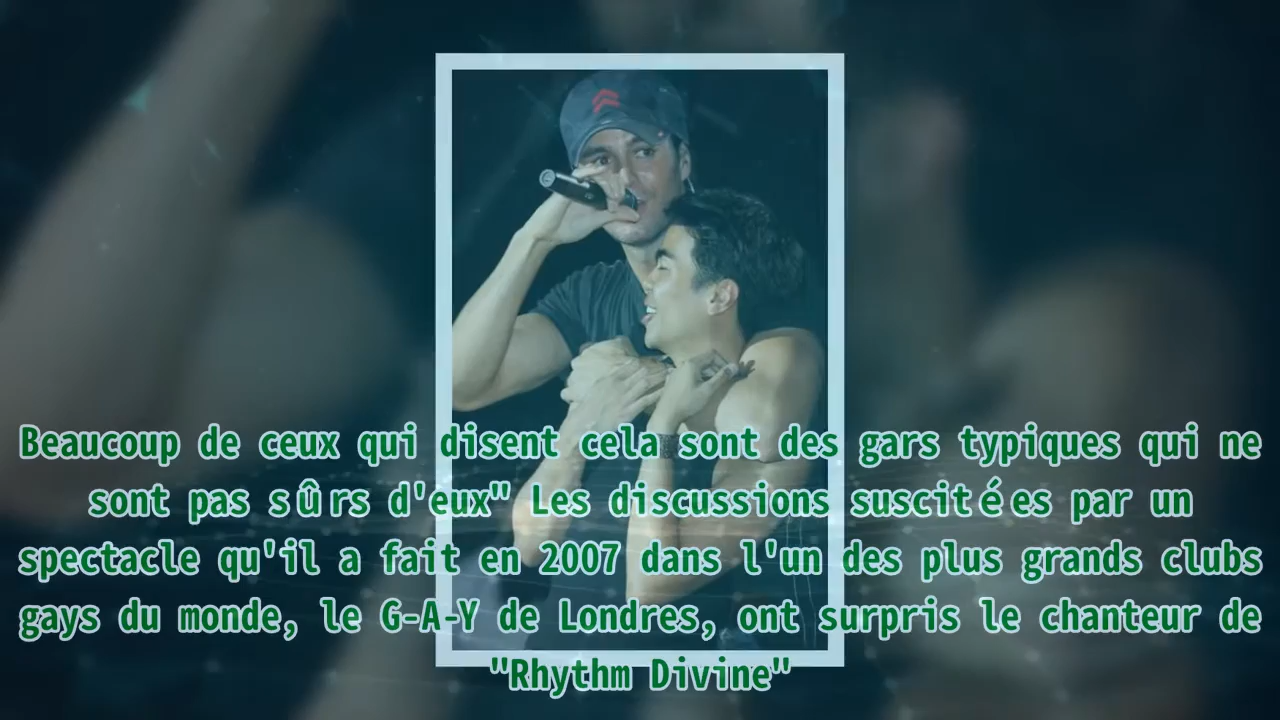 Beaucoup de ceux qui disent cela sont des gars typiques qui ne
sont pas sûrs d'eux" Les discussions suscitées par un
spectacle qu'il a fait en 2007 dans l'un des plus grands clubs
gays du monde, le G-A-Y de Londres, ont surpris le chanteur de
"Rhythm Divine"